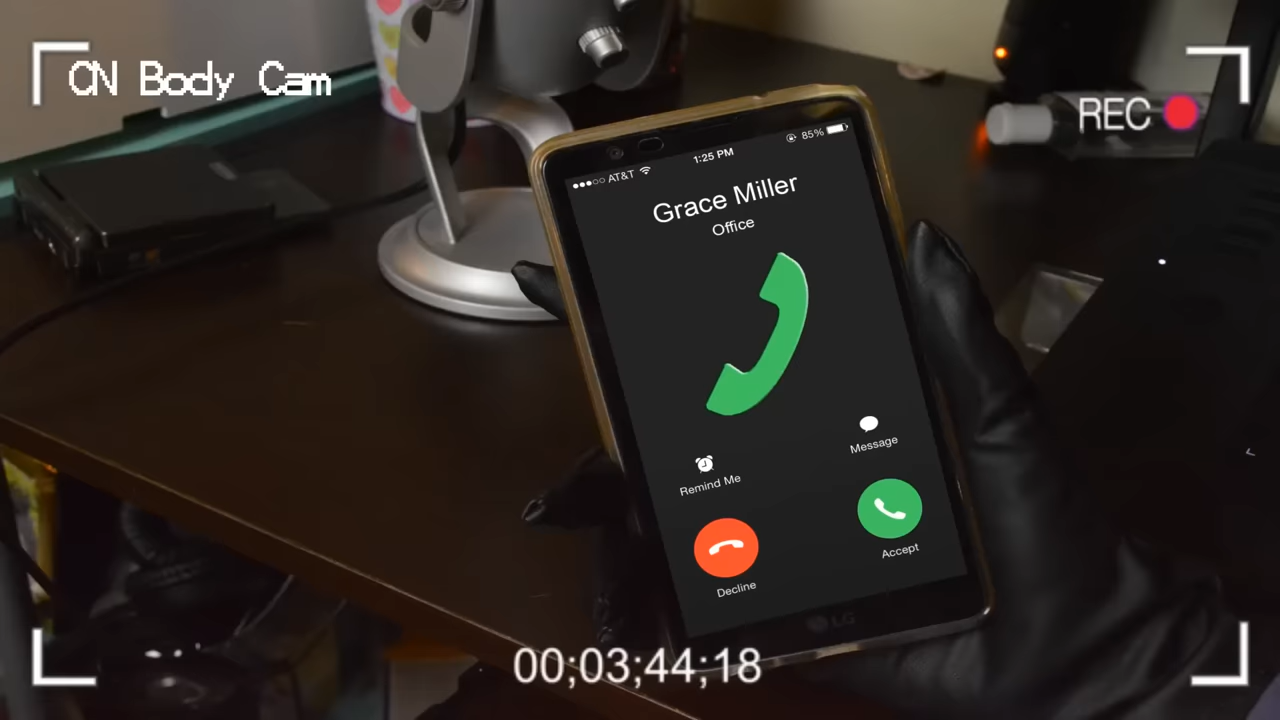 CN Body Cam
REC
AT&T
1:25 PM
85%
Grace Miller
Office
Remind Me
Message
Decline
Accept
LG
00;03;44;18